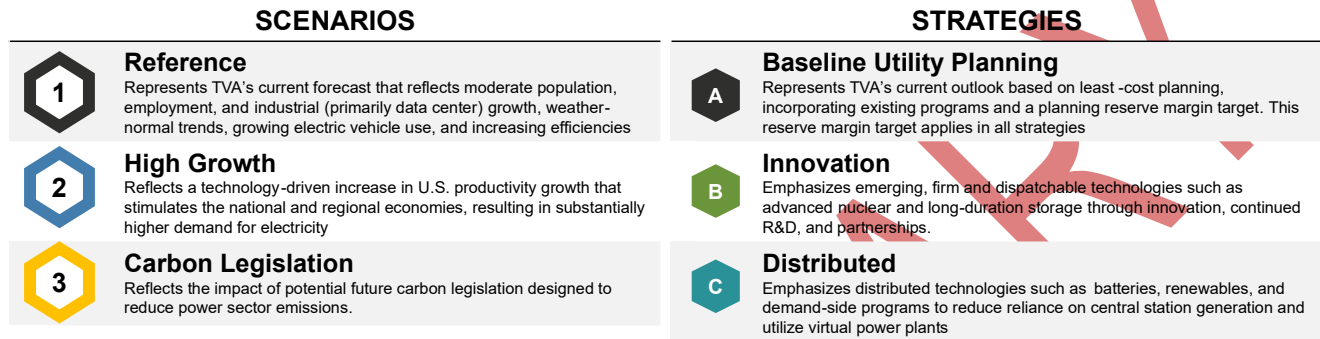 SCENARIOS
1
Reference
Represents TVA's current forecast that reflects moderate population,
employment, and industrial (primarily data center) growth, weather-
normal trends, growing electric vehicle use, and increasing efficiencies
2
High Growth
Reflects a technology-driven increase in U.S. productivity growth that
stimulates the national and regional economies, resulting in substantially
higher demand for electricity
3
Carbon Legislation
Reflects the impact of potential future carbon legislation designed to
reduce power sector emissions.
STRATEGIES
A
Baseline Utility Planning
Represents TVA's current outlook based on least -cost planning,
incorporating existing programs and a planning reserve margin target. This
reserve margin target applies in all strategies
B
Innovation
Emphasizes emerging, firm and dispatchable technologies such as
advanced nuclear and long-duration storage through innovation, continued
R&D, and partnerships.
C
Distributed
Emphasizes distributed technologies such as batteries, renewables, and
demand-side programs to reduce reliance on central station generation and
utilize virtual power plants